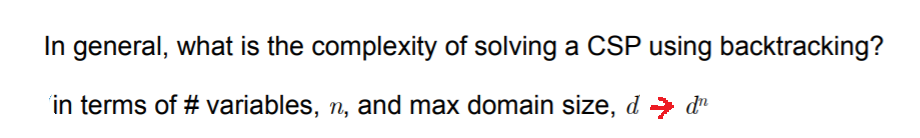 In general, what is the complexity of solving a CSP using backtracking?
in terms of # variables, n, and max domain size, d → dⁿ